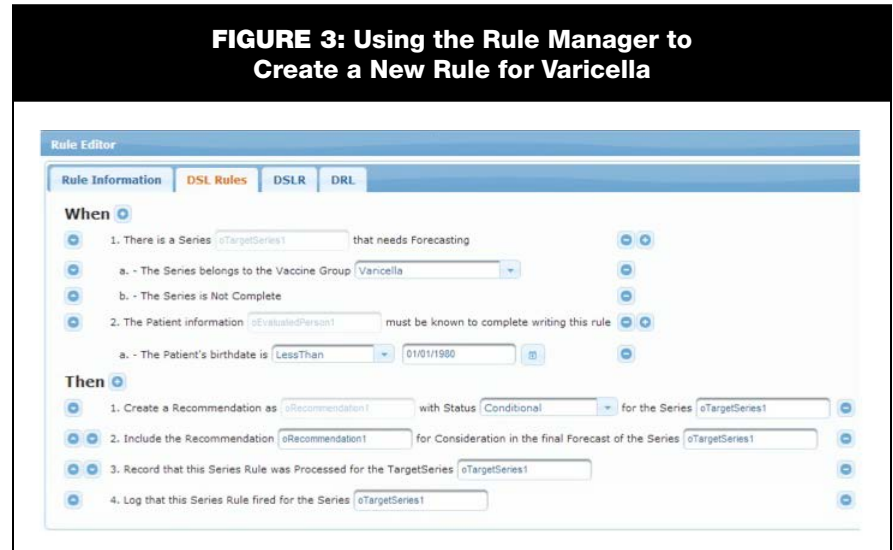 FIGURE 3: Using the Rule Manager to
Create a New Rule for Varicella
Rule Editor
Rule Information DSL Rules DSLR DRL
When
1. There is a Series oTargetSeries1 that needs Forecasting
a. - The Series belongs to the Vaccine Group Varicella
b. - The Series is Not Complete
2. The Patient information oEvaluatedPerson1 must be known to complete writing this rule
a. - The Patient's birthdate is LessThan 01/01/1980
Then
1. Create a Recommendation as oRecommendation1 with Status Conditional for the Series oTargetSeries1
2. Include the Recommendation oRecommendation1 for Consideration in the final Forecast of the Series oTargetSeries1
3. Record that this Series Rule was Processed for the TargetSeries oTargetSeries1
4. Log that this Series Rule fired for the Series oTargetSeries1